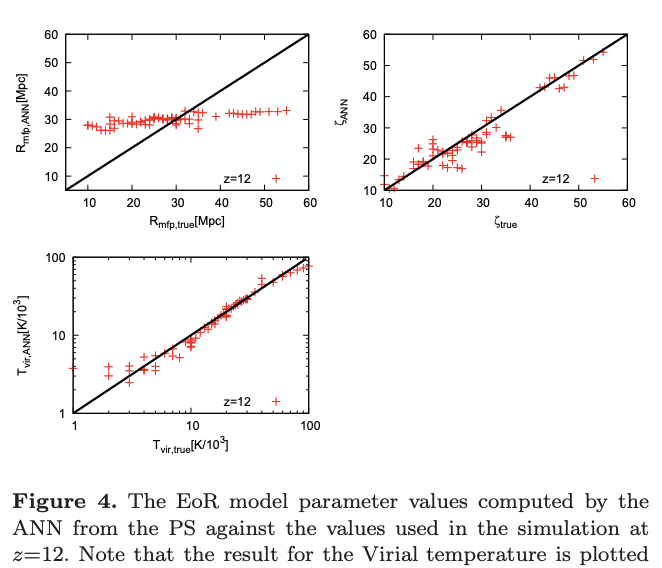 60
50
40
30
20
10
R_mfp,ANN[Mpc]
z=12
10 20 30 40 50 60
R_mfp,true[Mpc]
60
50
40
30
20
10
ζ_ANN
z=12
10 20 30 40 50 60
ζ_true
100
10
1
T_vir,ANN[K/10³]
z=12
1 10 100
T_vir,true[K/10³]
Figure 4. The EoR model parameter values computed by the
ANN from the PS against the values used in the simulation at
z=12. Note that the result for the Virial temperature is plotted